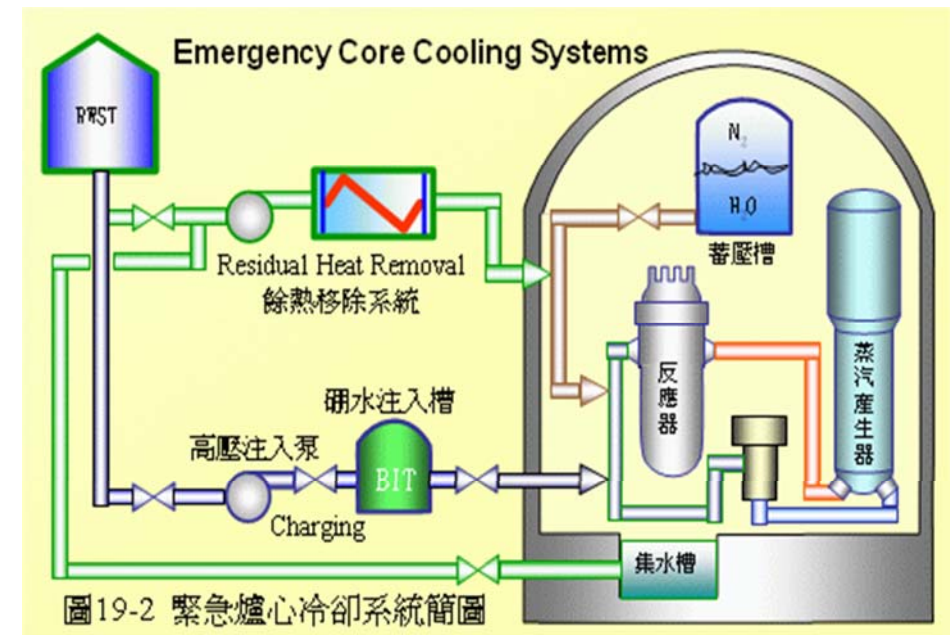 Emergency Core Cooling Systems
RWST
N2
H2O
蓄壓槽
Residual Heat Removal
餘熱移除系統
反應器
蒸汽產生器
硼水注入槽
高壓注入泵
BIT
Charging
集水槽
圖19-2 緊急爐心冷卻系統簡圖